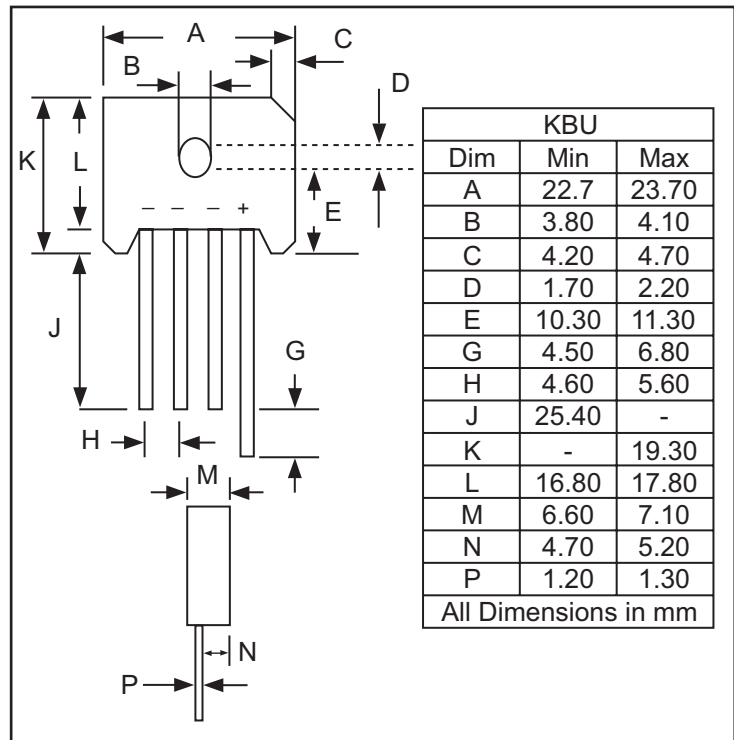 A
C
B
D
K
L
E
— — — +
J
G
H
M
N
P
KBU
Dim Min Max
A 22.7 23.70
B 3.80 4.10
C 4.20 4.70
D 1.70 2.20
E 10.30 11.30
G 4.50 6.80
H 4.60 5.60
J 25.40 -
K - 19.30
L 16.80 17.80
M 6.60 7.10
N 4.70 5.20
P 1.20 1.30
All Dimensions in mm